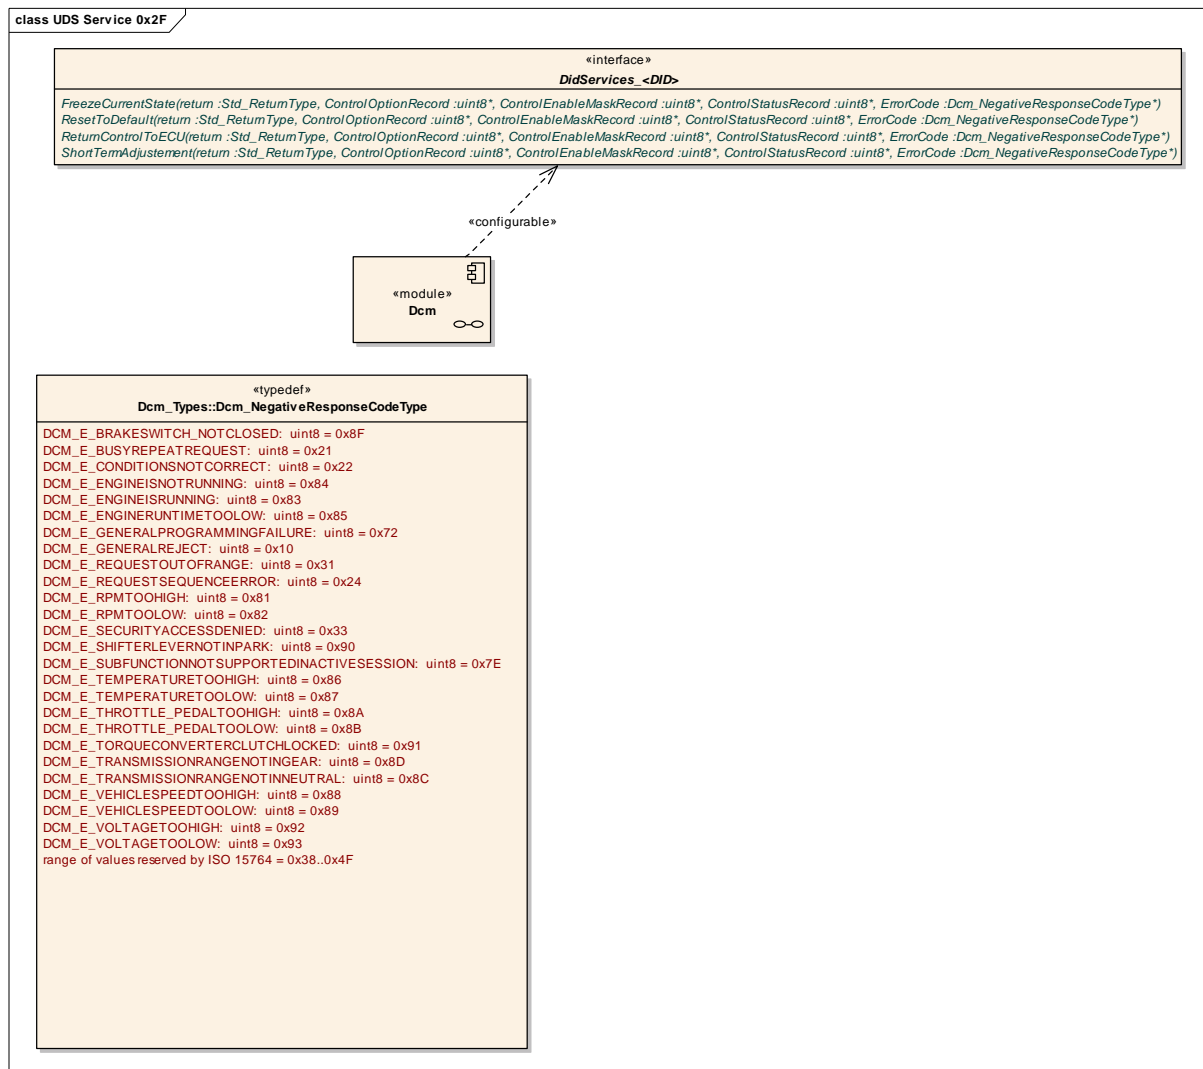 class UDS Service 0x2F
«interface»
DidServices_<DID>
FreezeCurrentState(return :Std_ReturnType, ControlOptionRecord :uint8*, ControlEnableMaskRecord :uint8*, ControlStatusRecord :uint8*, ErrorCode :Dcm_NegativeResponseCodeType*)
ResetToDefault(return :Std_ReturnType, ControlOptionRecord :uint8*, ControlEnableMaskRecord :uint8*, ControlStatusRecord :uint8*, ErrorCode :Dcm_NegativeResponseCodeType*)
ReturnControlToECU(return :Std_ReturnType, ControlOptionRecord :uint8*, ControlEnableMaskRecord :uint8*, ControlStatusRecord :uint8*, ErrorCode :Dcm_NegativeResponseCodeType*)
ShortTermAdjustement(return :Std_ReturnType, ControlOptionRecord :uint8*, ControlEnableMaskRecord :uint8*, ControlStatusRecord :uint8*, ErrorCode :Dcm_NegativeResponseCodeType*)
«configurable»
«module»
Dcm
«typedef»
Dcm_Types::Dcm_NegativeResponseCodeType
DCM_E_BRAKESWITCH_NOTCLOSED: uint8 = 0x8F
DCM_E_BUSYREPEATREQUEST: uint8 = 0x21
DCM_E_CONDITIONSNOTCORRECT: uint8 = 0x22
DCM_E_ENGINEISNOTRUNNING: uint8 = 0x84
DCM_E_ENGINEISRUNNING: uint8 = 0x83
DCM_E_ENGINERUNTIMETOOLOW: uint8 = 0x85
DCM_E_GENERALPROGRAMMINGFAILURE: uint8 = 0x72
DCM_E_GENERALREJECT: uint8 = 0x10
DCM_E_REQUESTOUTOFRANGE: uint8 = 0x31
DCM_E_REQUESTSEQUENCEERROR: uint8 = 0x24
DCM_E_RPMTOOHIGH: uint8 = 0x81
DCM_E_RPMTOOLOW: uint8 = 0x82
DCM_E_SECURITYACCESSDENIED: uint8 = 0x33
DCM_E_SHIFTERLEVERNOTINPARK: uint8 = 0x90
DCM_E_SUBFUNCTIONNOTSUPPORTEDINACTIVESESSION: uint8 = 0x7E
DCM_E_TEMPERATURETOOHIGH: uint8 = 0x86
DCM_E_TEMPERATURETOOLOW: uint8 = 0x87
DCM_E_THROTTLE_PEDALTOOHIGH: uint8 = 0x8A
DCM_E_THROTTLE_PEDALTOOLOW: uint8 = 0x8B
DCM_E_TORQUECONVERTERCLUTCHLOCKED: uint8 = 0x91
DCM_E_TRANSMISSIONRANGENOTINGEAR: uint8 = 0x8D
DCM_E_TRANSMISSIONRANGENOTINNEUTRAL: uint8 = 0x8C
DCM_E_VEHICLESPEEDTOOHIGH: uint8 = 0x88
DCM_E_VEHICLESPEEDTOOLOW: uint8 = 0x89
DCM_E_VOLTAGETOOHIGH: uint8 = 0x92
DCM_E_VOLTAGETOOLOW: uint8 = 0x93
range of values reserved by ISO 15764 = 0x38..0x4F